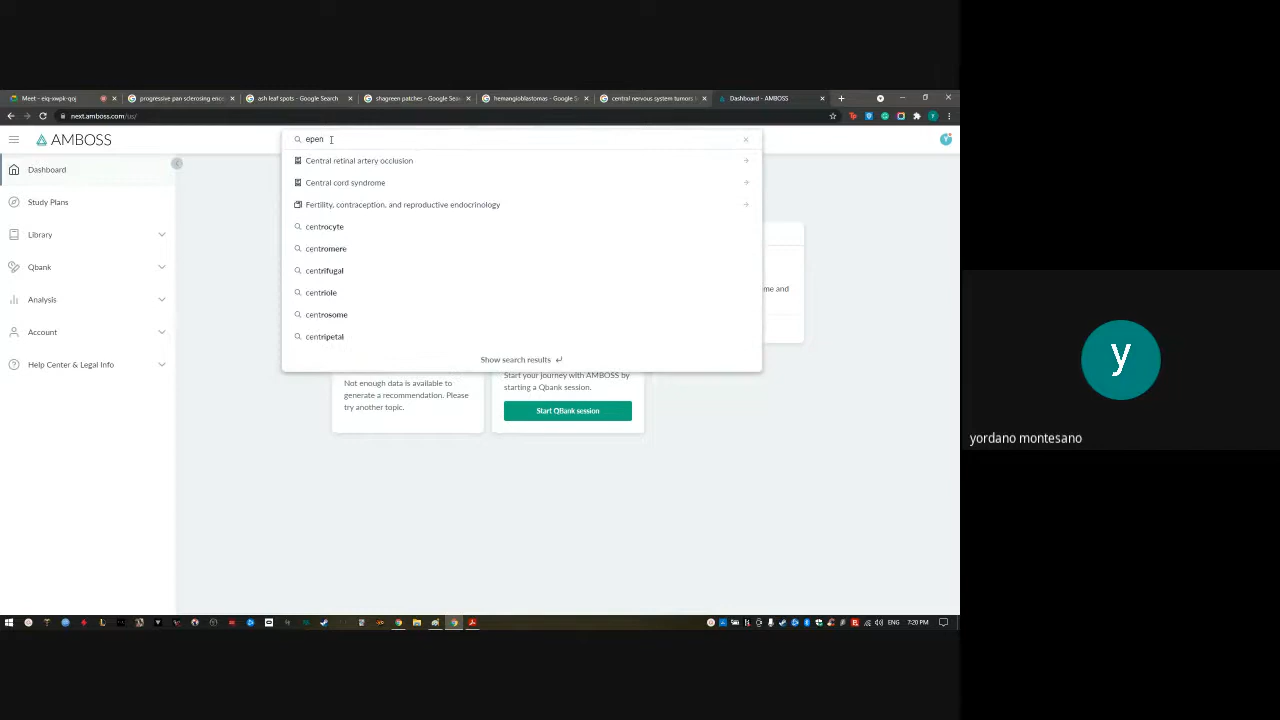 Meet - eiq-xwpk-qoj
progressive pan sclerosing enc
ash leaf spots - Google Search
shagreen patches - Google Sea
hemangioblastomas - Google S
central nervous system tumors
Dashboard - AMBOSS
next.amboss.com/us/
AMBOSS
epen
Dashboard
Study Plans
Library
Qbank
Analysis
Account
Help Center & Legal Info
Central retinal artery occlusion
Central cord syndrome
Fertility, contraception, and reproductive endocrinology
centrocyte
centromere
centrifugal
centriole
centrosome
centripetal
Show search results
me and
Not enough data is available to
generate a recommendation. Please
try another topic.
Start your journey with AMBOSS by
starting a Qbank session.
Start QBank session
y
yordano montesano
ENG
7:20 PM